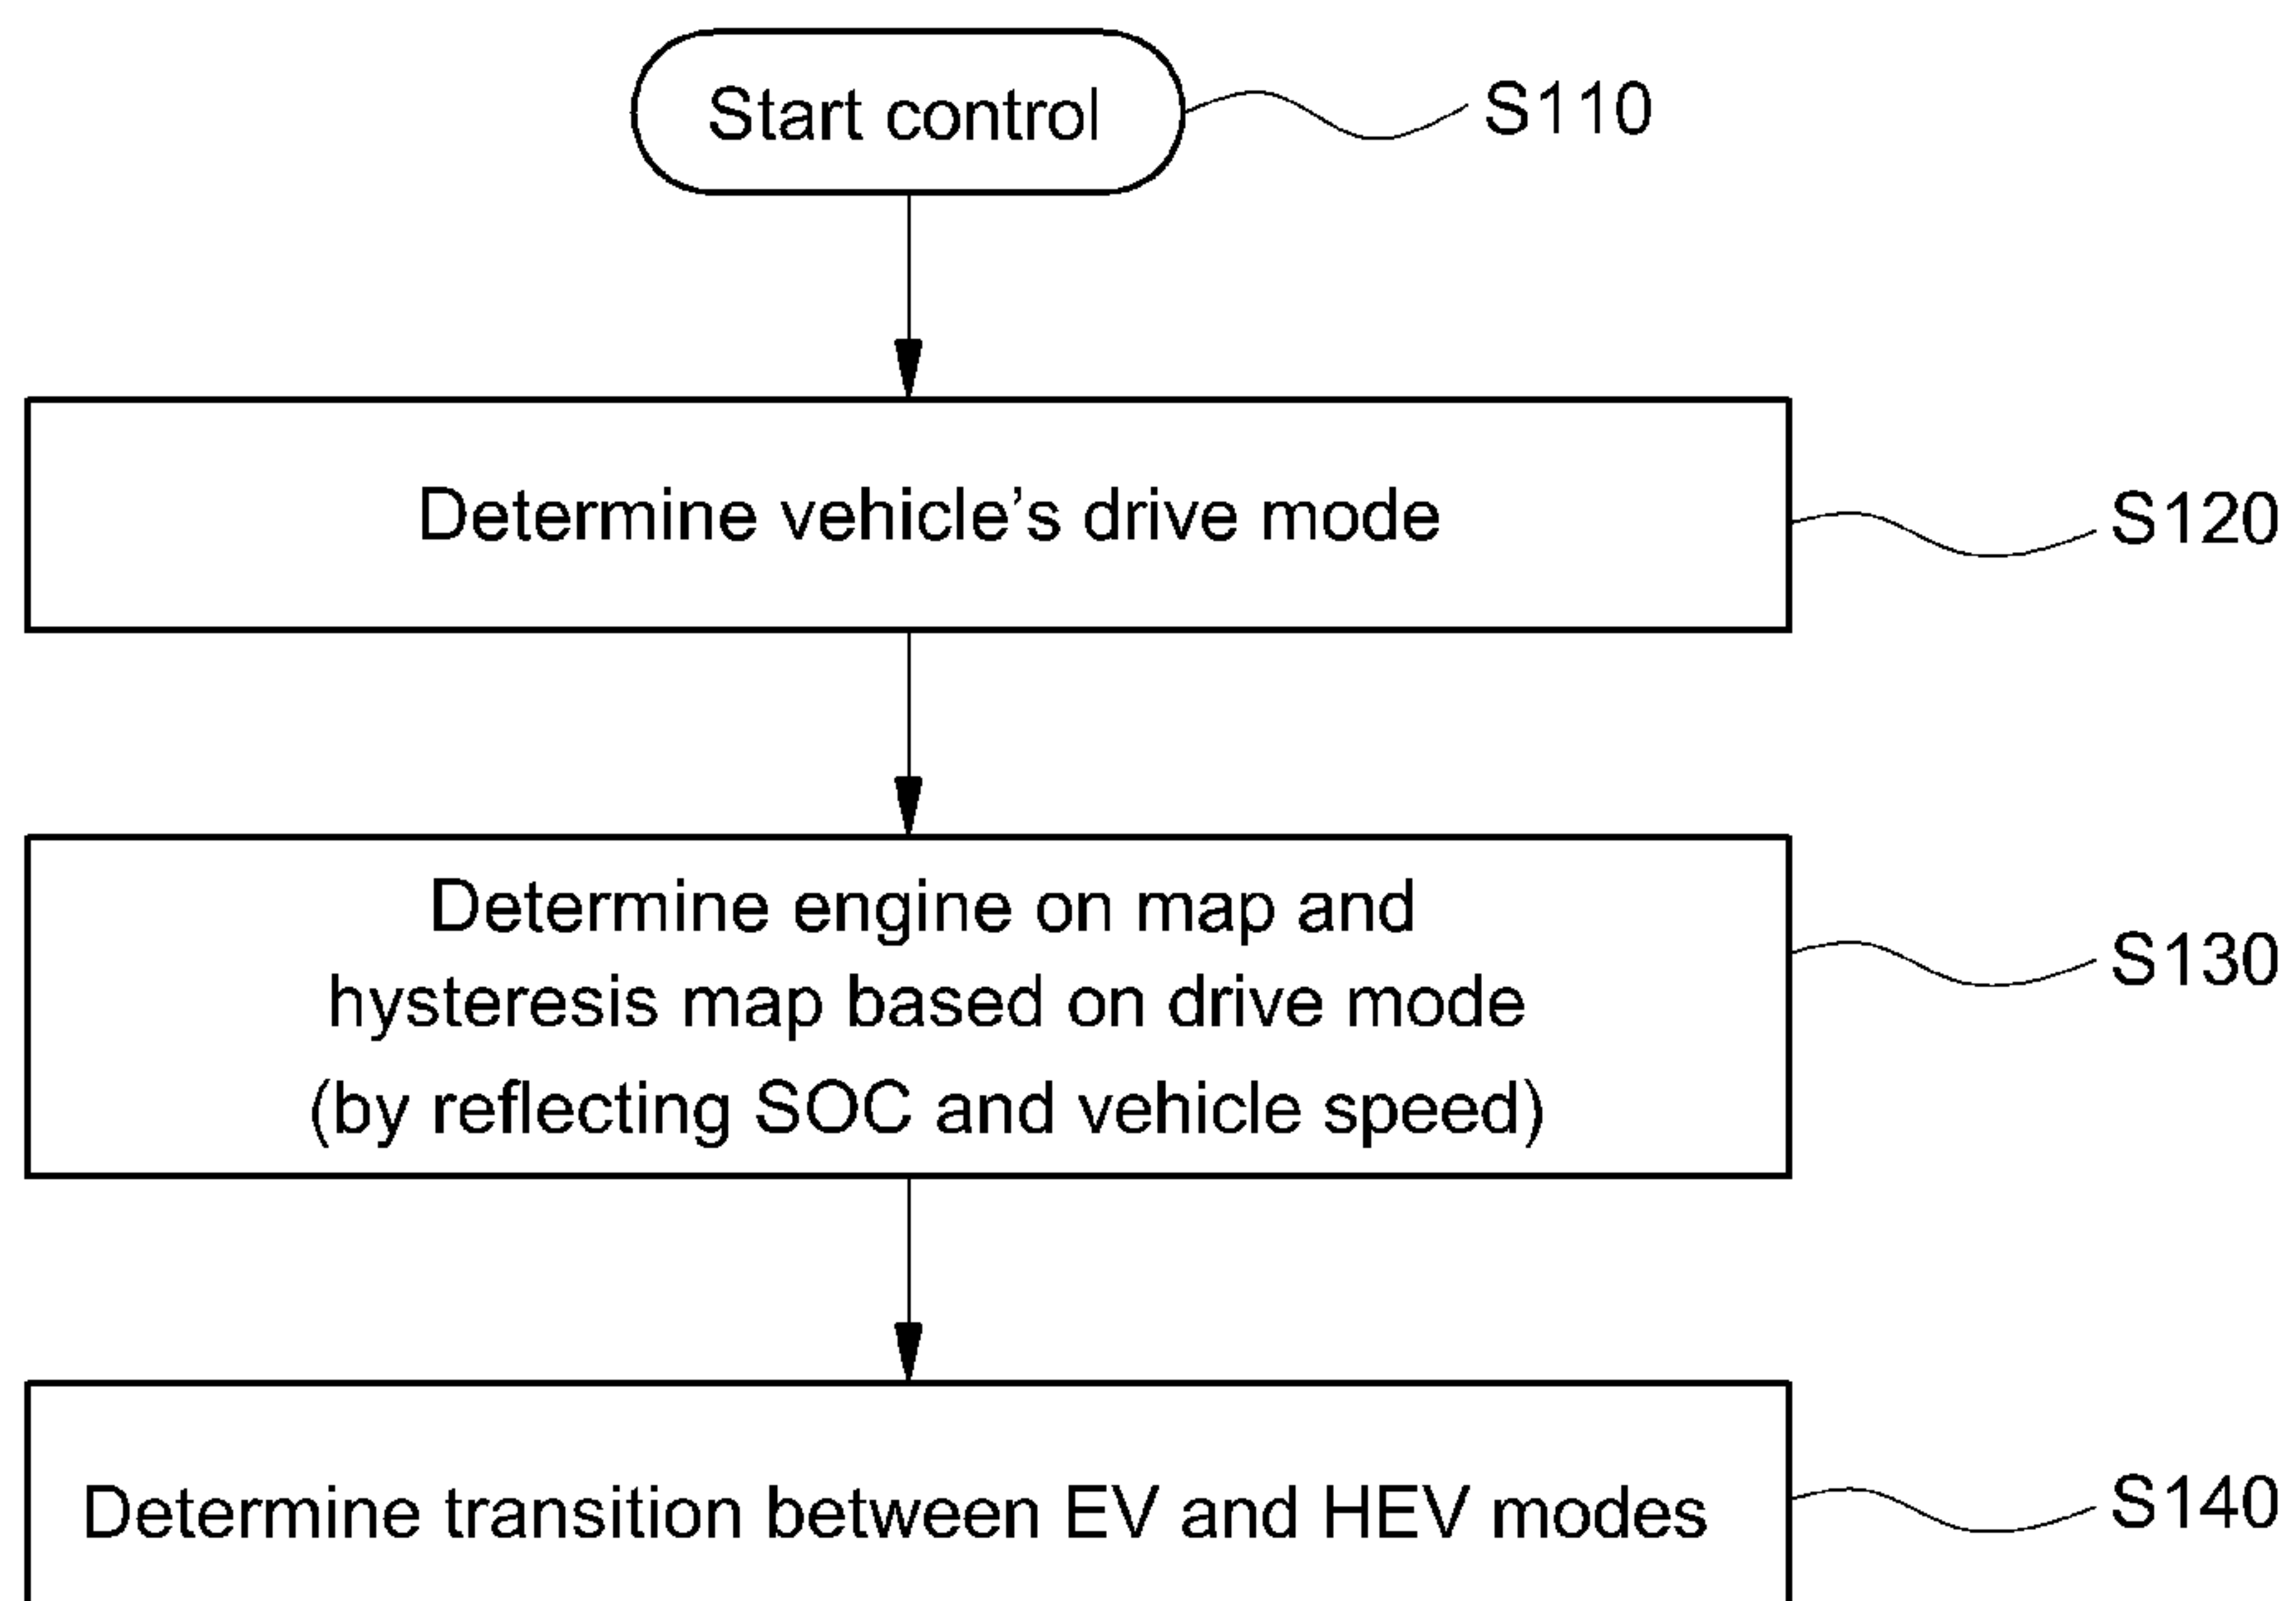 Start control
S110
Determine vehicle’s drive mode
S120
Determine engine on map and
hysteresis map based on drive mode
(by reflecting SOC and vehicle speed)
S130
Determine transition between EV and HEV modes
S140